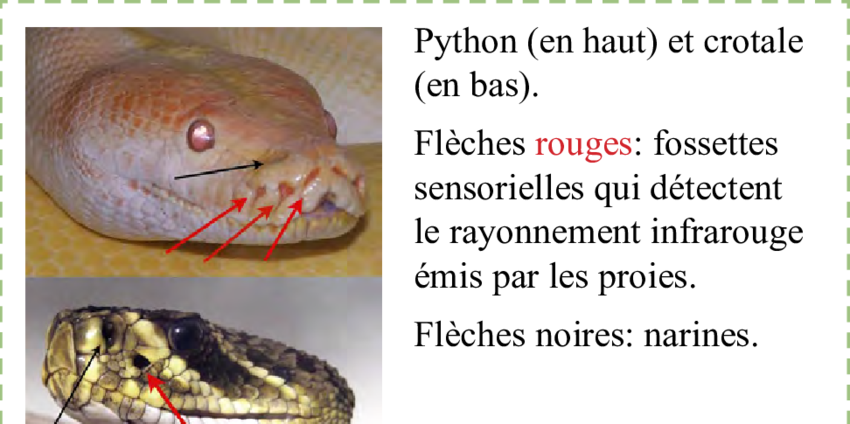 Python (en haut) et crotale
(en bas).
Flèches rouges: fossettes
sensorielles qui détectent
le rayonnement infrarouge
émis par les proies.
Flèches noires: narines.